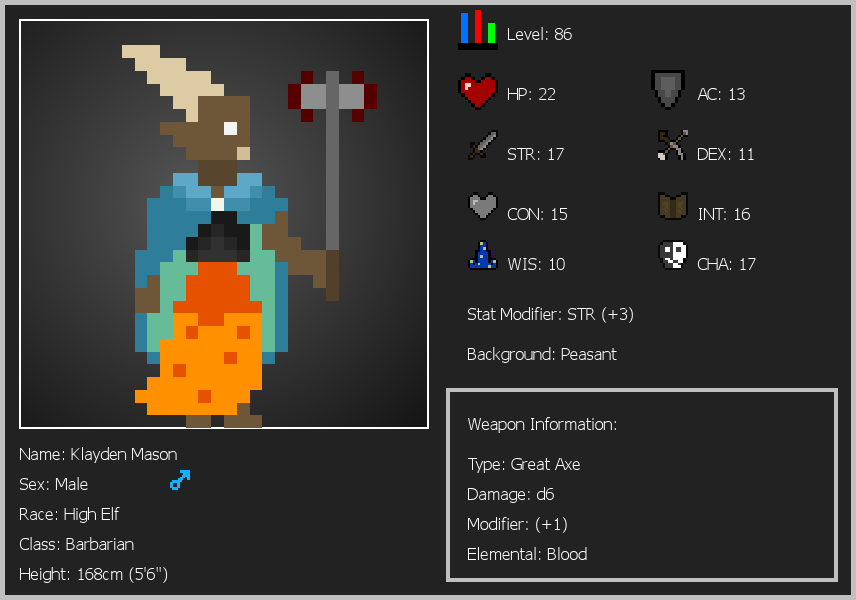 Level: 86
HP: 22
AC: 13
STR: 17
DEX: 11
CON: 15
INT: 16
WIS: 10
CHA: 17
Stat Modifier: STR (+3)
Background: Peasant
Weapon Information:
Type: Great Axe
Damage: d6
Modifier: (+1)
Elemental: Blood
Name: Klayden Mason
Sex: Male
Race: High Elf
Class: Barbarian
Height: 168cm (5'6")